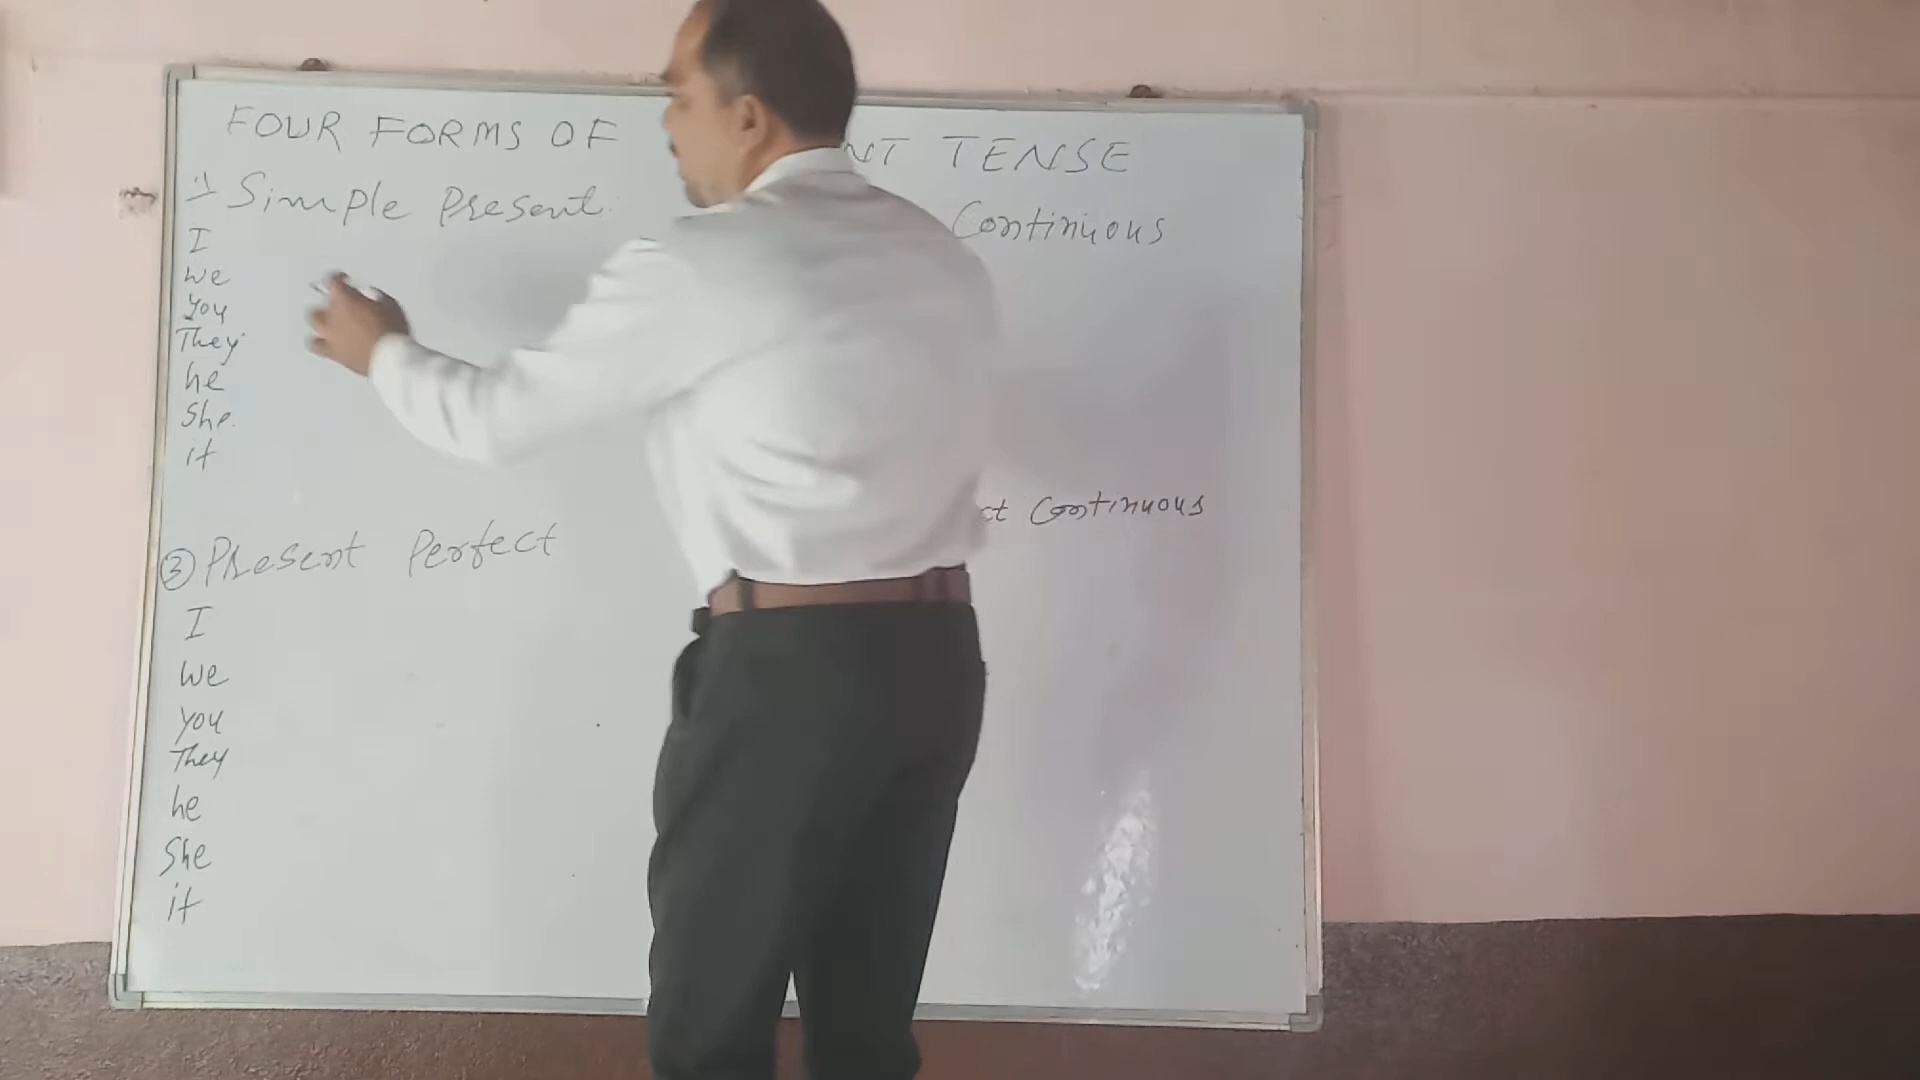 FOUR FORMS OF NT TENSE
1) Simple Present
I
We
You
They
he
She
it
Continuous
③ Present Perfect
I
We
you
They
he
She
it
ct Continuous